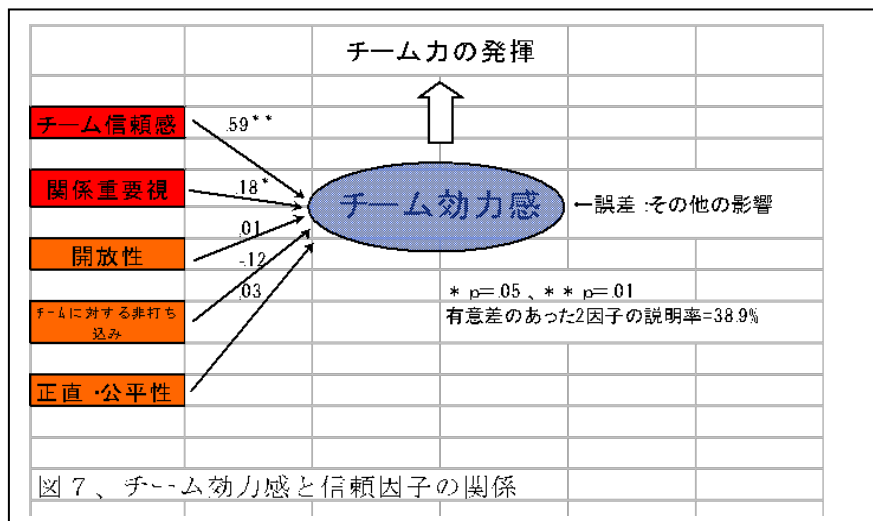 チーム力の発揮
チーム信頼感
.59**
関係重要視
.18*
チーム効力感
←誤差:その他の影響
.01
開放性
-.12
.03
* p=.05、** p=.01
チームに対する非打ち
込み
有意差のあった2因子の説明率=38.9%
正直・公平性
図7、チーム効力感と信頼因子の関係